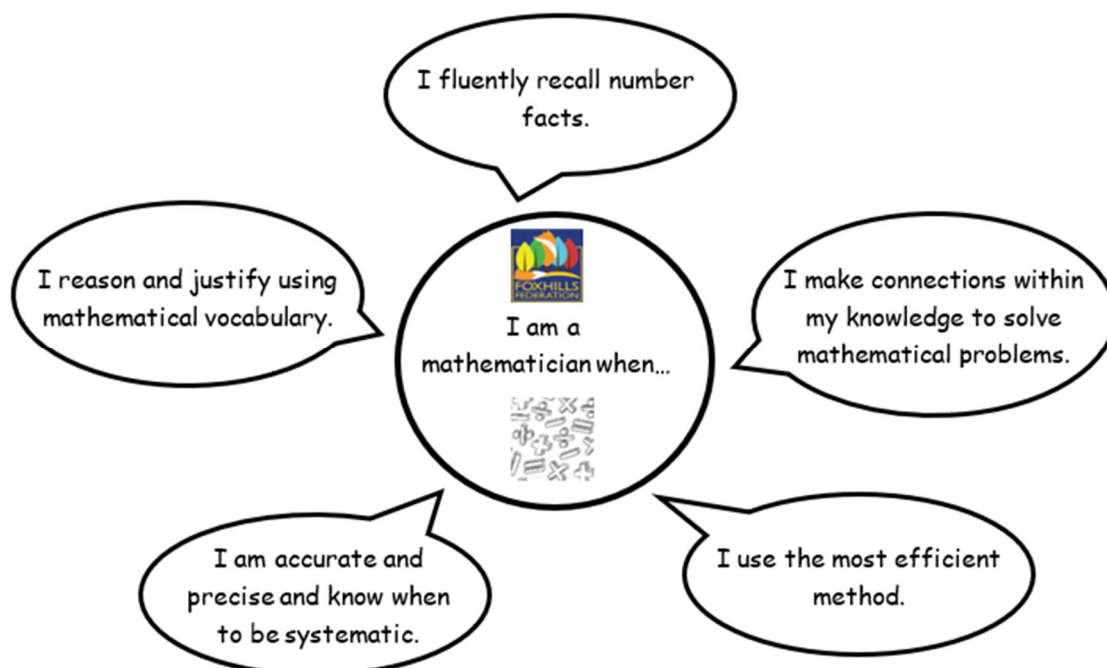 I fluently recall number
facts.
I reason and justify using
mathematical vocabulary.
FOXHILLS
FEDERATION
I am a
mathematician when...
I make connections within
my knowledge to solve
mathematical problems.
I am accurate and
precise and know when
to be systematic.
I use the most efficient
method.